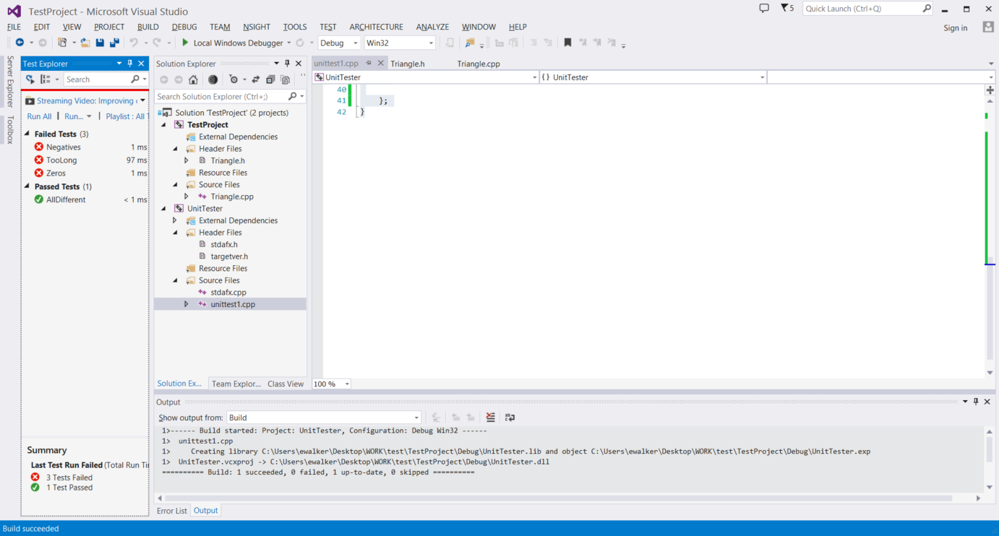 TestProject - Microsoft Visual Studio
5
Quick Launch (Ctrl+Q)
FILE EDIT VIEW PROJECT BUILD DEBUG TEAM NSIGHT TOOLS TEST ARCHITECTURE ANALYZE WINDOW HELP
Sign in
Local Windows Debugger
Debug
Win32
Server Explorer
Toolbox
Test Explorer
Search
Streaming Video: Improving
Run All | Run... | Playlist : All
Failed Tests (3)
Negatives 1 ms
TooLong 97 ms
Zeros 1 ms
Passed Tests (1)
AllDifferent < 1 ms
Summary
Last Test Run Failed (Total Run
3 Tests Failed
1 Test Passed
Solution Explorer
Search Solution Explorer (Ctrl+;)
Solution 'TestProject' (2 projects)
TestProject
External Dependencies
Header Files
Triangle.h
Resource Files
Source Files
Triangle.cpp
UnitTester
External Dependencies
Header Files
stdafx.h
targetver.h
Resource Files
Source Files
stdafx.cpp
unittest1.cpp
Solution Ex... Team Explor... Class View
unittest1.cpp Triangle.h Triangle.cpp
UnitTester
{} UnitTester
40
41 };
42 }
100 %
Output
Show output from: Build
1>------ Build started: Project: UnitTester, Configuration: Debug Win32 ------
1> unittest1.cpp
1> Creating library C:\Users\ewalker\Desktop\WORK\test\TestProject\Debug\UnitTester.lib and object C:\Users\ewalker\Desktop\WORK\test\TestProject\Debug\UnitTester.exp
1> UnitTester.vcxproj -> C:\Users\ewalker\Desktop\WORK\test\TestProject\Debug\UnitTester.dll
========== Build: 1 succeeded, 0 failed, 1 up-to-date, 0 skipped ==========
Error List Output
Build succeeded